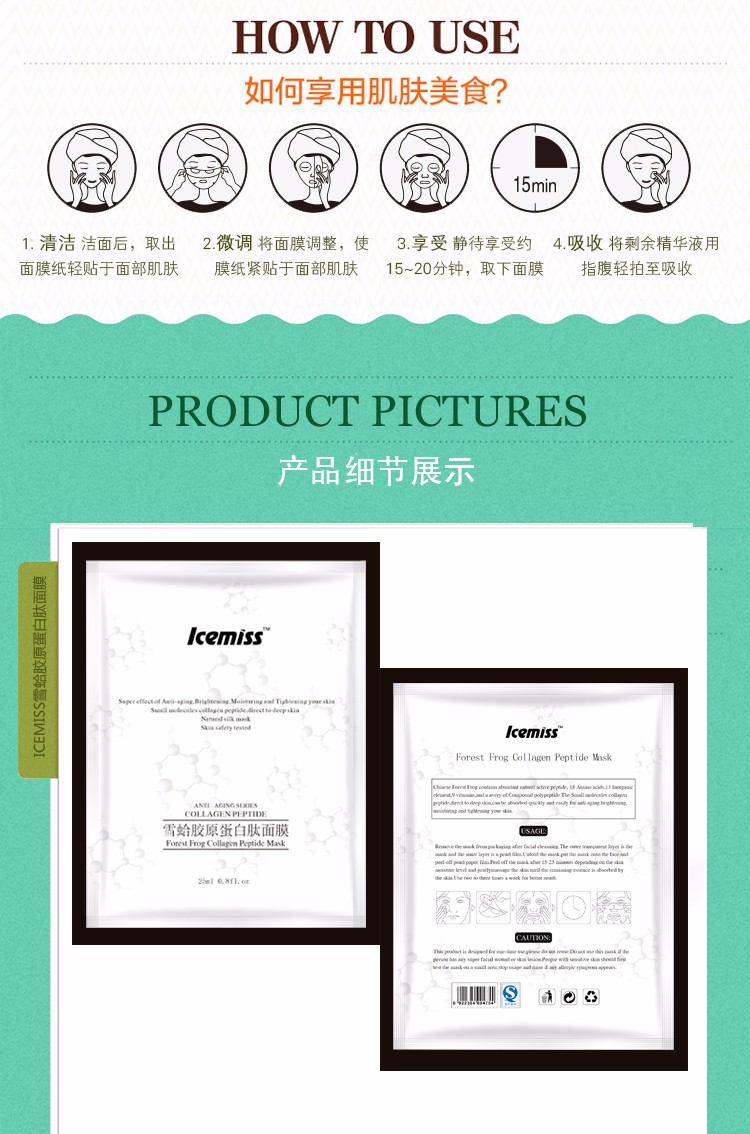 HOW TO USE
如何享用肌肤美食?
15min
1. 清洁 洁面后，取出
面膜纸轻贴于面部肌肤
2.微调 将面膜调整，使
膜纸紧贴于面部肌肤
3.享受 静待享受约
15~20分钟，取下面膜
4.吸收 将剩余精华液用
指腹轻拍至吸收
PRODUCT PICTURES
产品细节展示
ICEMISS雪蛤胶原蛋白肽面膜
Icemiss™
Super effect of Anti-aging,Brightening,Moisturing and Tightening your skin
Small molecules collagen peptide,direct to deep skin
Natural silk mask
Skin safety tested
ANTI-AGING SERIES
COLLAGEN PEPTIDE
雪蛤胶原蛋白肽面膜
Forest Frog Collagen Peptide Mask
25ml 0.8fl.oz
Icemiss™
Forest Frog Collagen Peptide Mask
Chinese Forest Frog contains abundant natural active peptide, 18 Amino acids,13 Inorganic
element,9 vitamins,and a avery of Compound polypeptide.The Small molecules collagen
peptide,direct to deep skin,can be absorbed quickly and easily for anti-aging,brightening,
moisturing and tightening your skin.
USAGE:
Remove the mask from packaging after facial cleansing.The outer transparent layer is the
mask and the inner layer is a pearl film.Unfold the mask,put the mask onto the face and
peel off pearl paper film.Peel off the mask after 15-25 minutes depending on the skin
moisture level and massage the skin until the remaining essence is absorbed by
the skin.Use two to three times a week for better result.
CAUTION:
This product is designed for one-time use,please do not reuse.Do not use this mask if the
person has any super facial wound or skin lesion.People with sensitive skin should first
test the mask on a small area,stop usage and rinse if any allergic symptom appears.